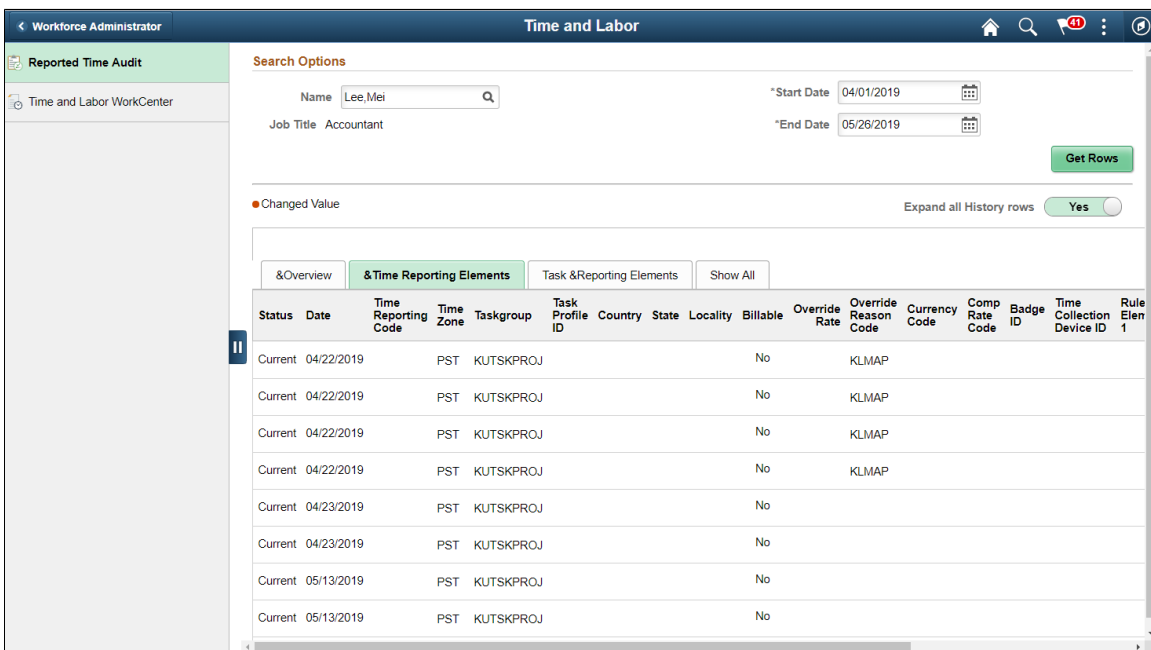 Workforce Administrator
Time and Labor
41
Reported Time Audit
Time and Labor WorkCenter
Search Options
Name Lee,Mei
*Start Date 04/01/2019
Job Title Accountant
*End Date 05/26/2019
Get Rows
Changed Value
Expand all History rows Yes
&Overview &Time Reporting Elements Task &Reporting Elements Show All
Status Date Time Reporting Code Time Zone Taskgroup Task Profile ID Country State Locality Billable Override Rate Override Reason Code Currency Code Comp Rate Code Badge ID Time Collection Device ID Rule Elem 1
Current 04/22/2019 PST KUTSKPROJ No KLMAP
Current 04/22/2019 PST KUTSKPROJ No KLMAP
Current 04/22/2019 PST KUTSKPROJ No KLMAP
Current 04/22/2019 PST KUTSKPROJ No KLMAP
Current 04/23/2019 PST KUTSKPROJ No
Current 04/23/2019 PST KUTSKPROJ No
Current 05/13/2019 PST KUTSKPROJ No
Current 05/13/2019 PST KUTSKPROJ No